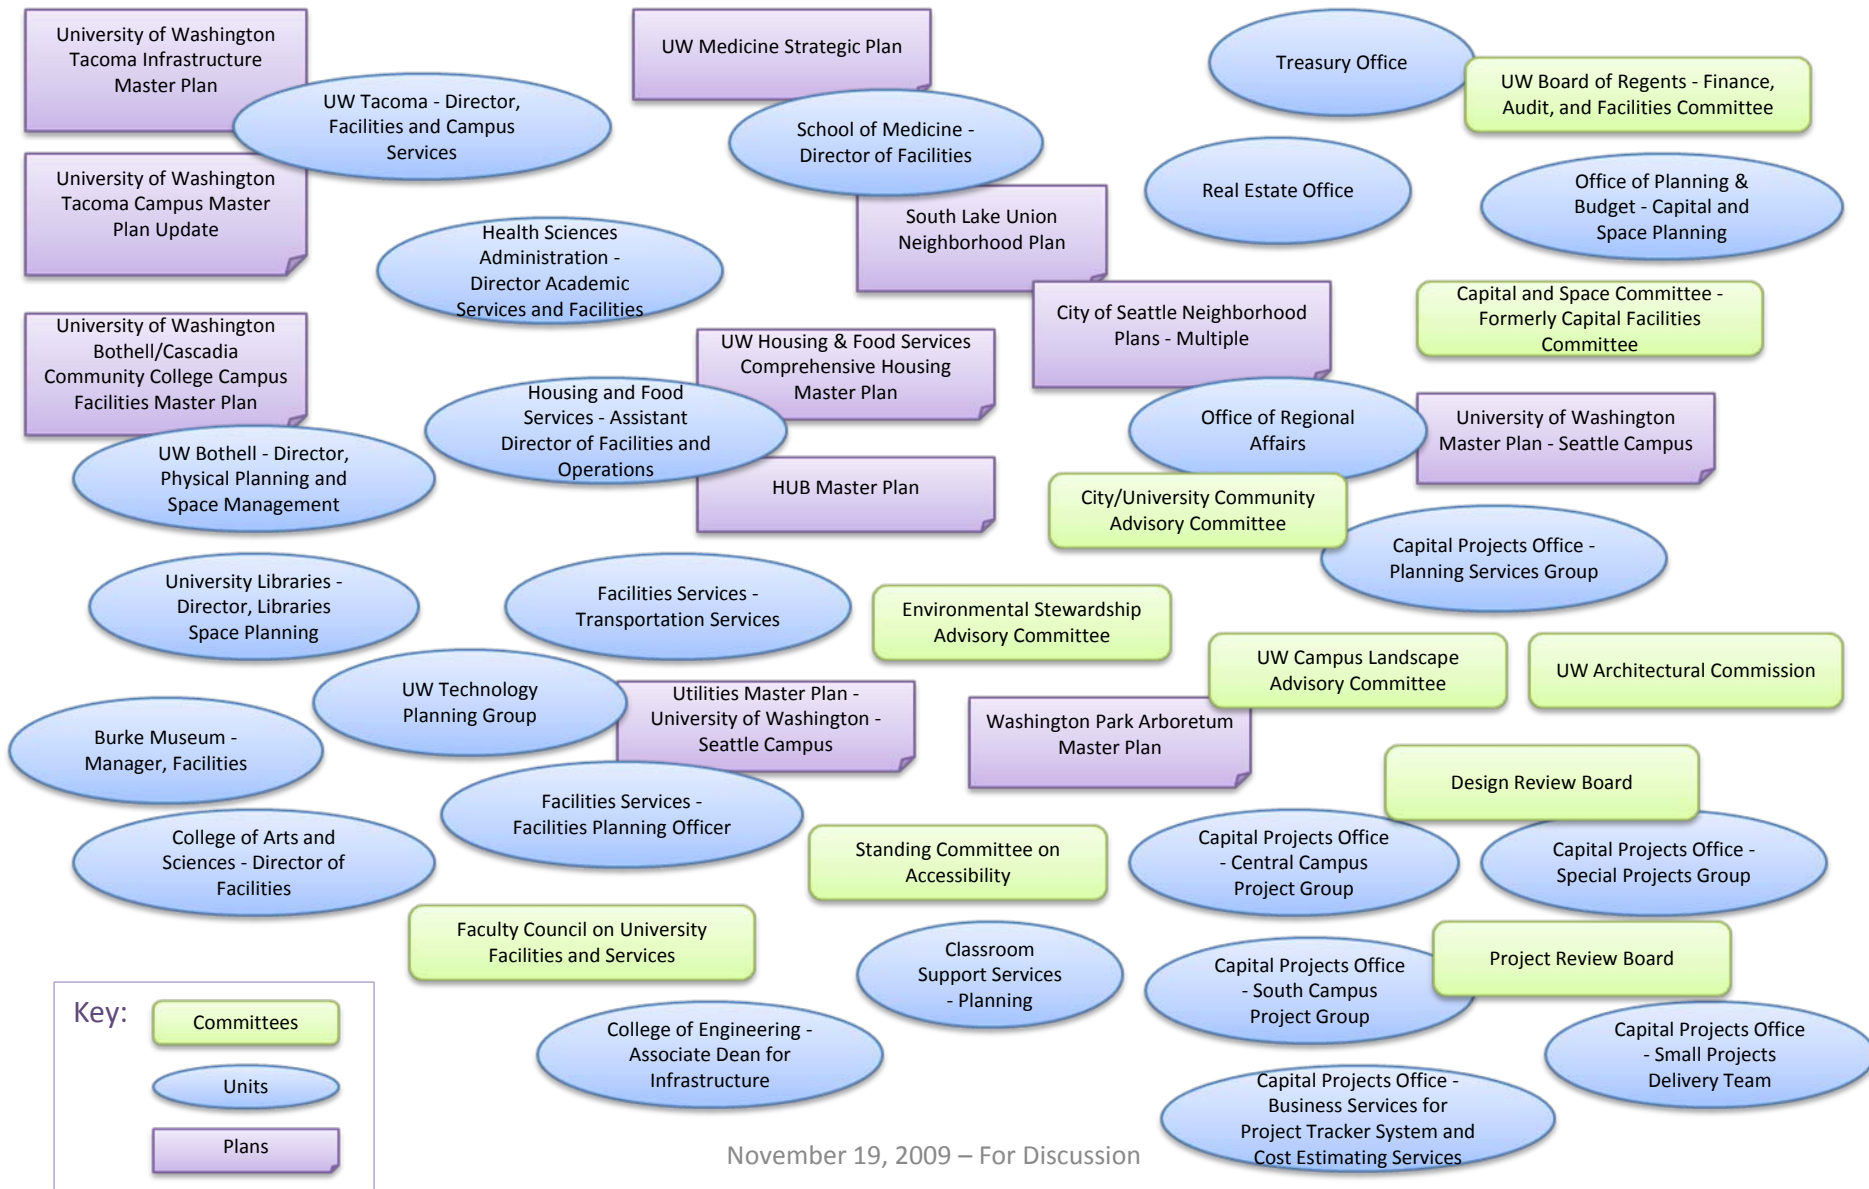 University of Washington
Tacoma Infrastructure
Master Plan
UW Tacoma - Director,
Facilities and Campus
Services
University of Washington
Tacoma Campus Master
Plan Update
UW Medicine Strategic Plan
School of Medicine -
Director of Facilities
South Lake Union
Neighborhood Plan
Treasury Office
UW Board of Regents - Finance,
Audit, and Facilities Committee
Real Estate Office
Office of Planning &
Budget - Capital and
Space Planning
Health Sciences
Administration -
Director Academic
Services and Facilities
City of Seattle Neighborhood
Plans - Multiple
Capital and Space Committee -
Formerly Capital Facilities
Committee
University of Washington
Bothell/Cascadia
Community College Campus
Facilities Master Plan
UW Bothell - Director,
Physical Planning and
Space Management
UW Housing & Food Services
Comprehensive Housing
Master Plan
Housing and Food
Services - Assistant
Director of Facilities and
Operations
HUB Master Plan
Office of Regional
Affairs
University of Washington
Master Plan - Seattle Campus
City/University Community
Advisory Committee
Capital Projects Office -
Planning Services Group
University Libraries -
Director, Libraries
Space Planning
Facilities Services -
Transportation Services
Environmental Stewardship
Advisory Committee
UW Campus Landscape
Advisory Committee
UW Architectural Commission
UW Technology
Planning Group
Utilities Master Plan -
University of Washington -
Seattle Campus
Washington Park Arboretum
Master Plan
Burke Museum -
Manager, Facilities
Facilities Services -
Facilities Planning Officer
Design Review Board
College of Arts and
Sciences - Director of
Facilities
Standing Committee on
Accessibility
Capital Projects Office
- Central Campus
Project Group
Capital Projects Office -
Special Projects Group
Faculty Council on University
Facilities and Services
Classroom
Support Services
- Planning
Capital Projects Office
- South Campus
Project Group
Project Review Board
College of Engineering -
Associate Dean for
Infrastructure
Capital Projects Office
- Small Projects
Delivery Team
Capital Projects Office -
Business Services for
Project Tracker System and
Cost Estimating Services
Key:
Committees
Units
Plans
November 19, 2009 – For Discussion